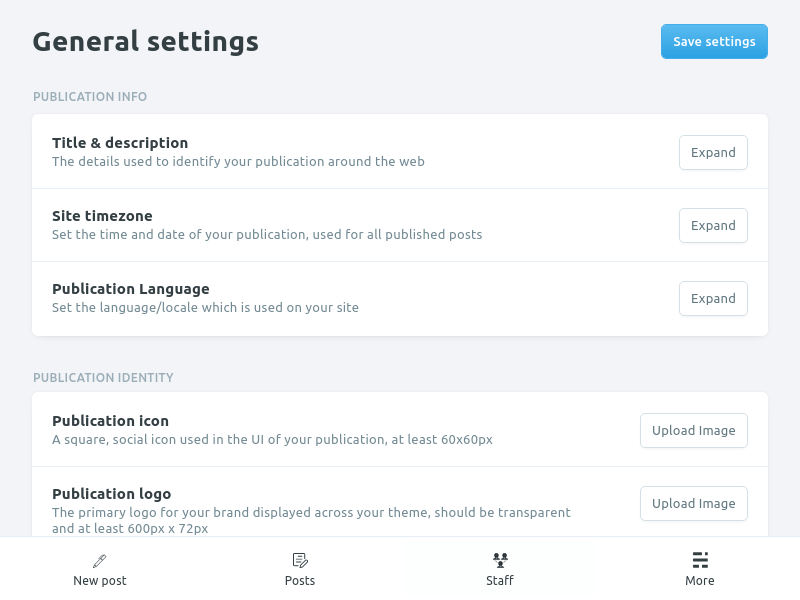 General settings
Save settings
PUBLICATION INFO
Title & description
The details used to identify your publication around the web
Expand
Site timezone
Set the time and date of your publication, used for all published posts
Expand
Publication Language
Set the language/locale which is used on your site
Expand
PUBLICATION IDENTITY
Publication icon
A square, social icon used in the UI of your publication, at least 60x60px
Upload Image
Publication logo
The primary logo for your brand displayed across your theme, should be transparent
and at least 600px x 72px
Upload Image
New post
Posts
Staff
More